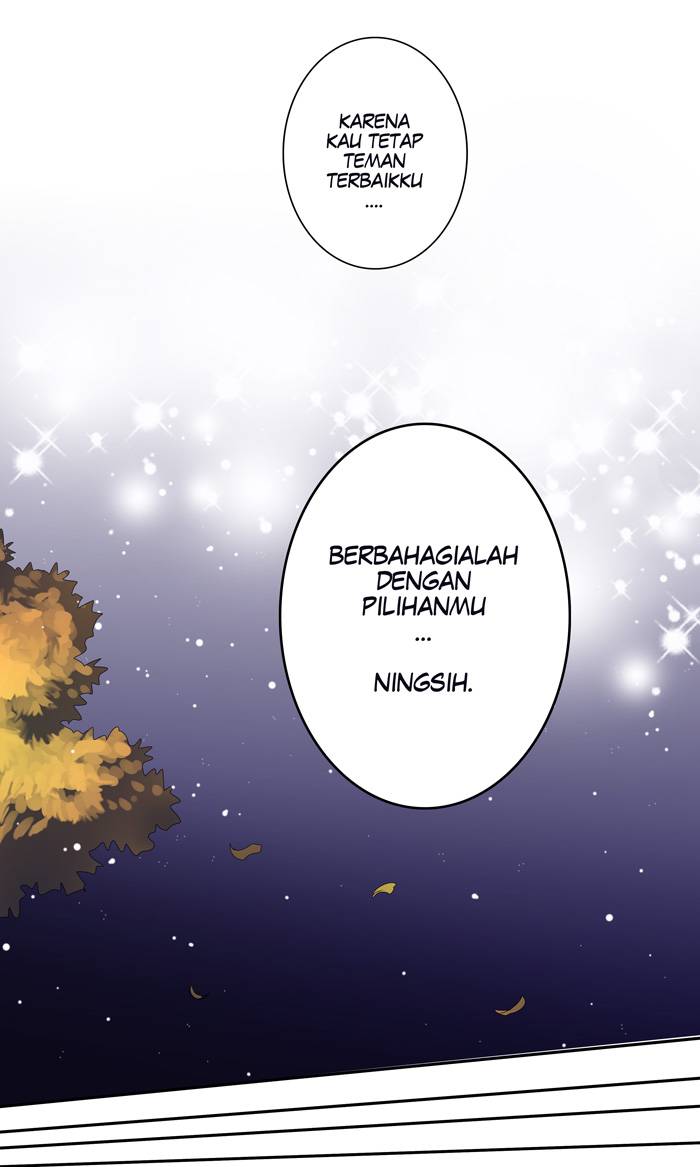 KARENA
KAU TETAP
TEMAN
TERBAIKKU
....
BERBAHAGIALAH
DENGAN
PILIHANMU
...
NINGSIH.